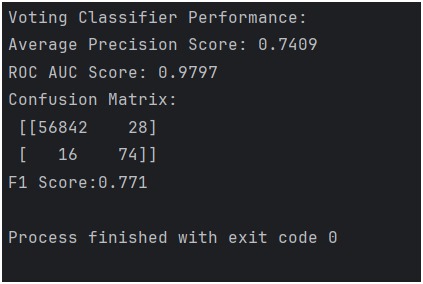 Voting Classifier Performance:
Average Precision Score: 0.7409
ROC AUC Score: 0.9797
Confusion Matrix:
[[56842    28]
[   16    74]]
F1 Score:0.771
Process finished with exit code 0